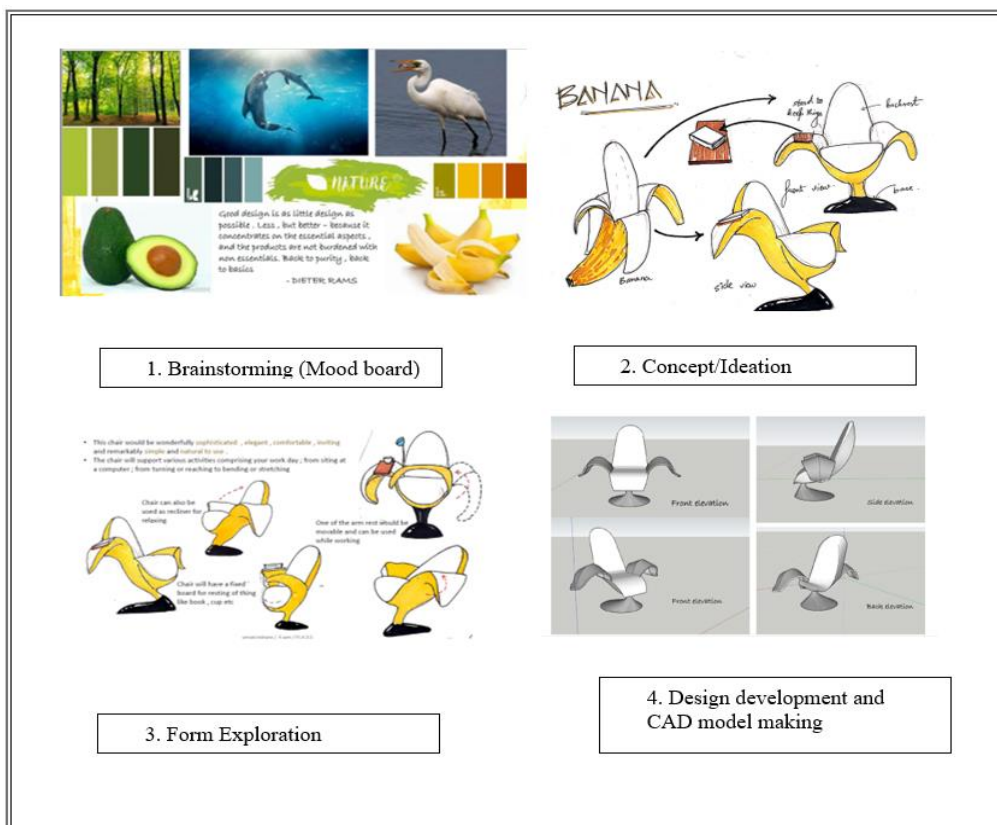 NATURE
Good design is as little design as
possible . Less , but better – because it
concentrates on the essential aspects ,
and the products are not burdened with
non essentials. Back to purity , back
to basics
- DIETER RAMS
1. Brainstorming (Mood board)
BANANA
stand to
keep things
backrest
front view
base
Banana
side view
2. Concept/Ideation
• This chair would be wonderfully sophisticated , elegant , comfortable , inviting
and remarkably simple and natural to use .
• The chair will support various activities comprising your work day ; from siting at
a computer ; from turning or reaching to bending or stretching
Chair can also be
used as recliner for
relaxing
One of the arm rest would be
movable and can be used
while working
Chair will have a fixed
board for resting of thing
like book , cup etc
3. Form Exploration
Front elevation
Side elevation
Front elevation
Back elevation
4. Design development and
CAD model making